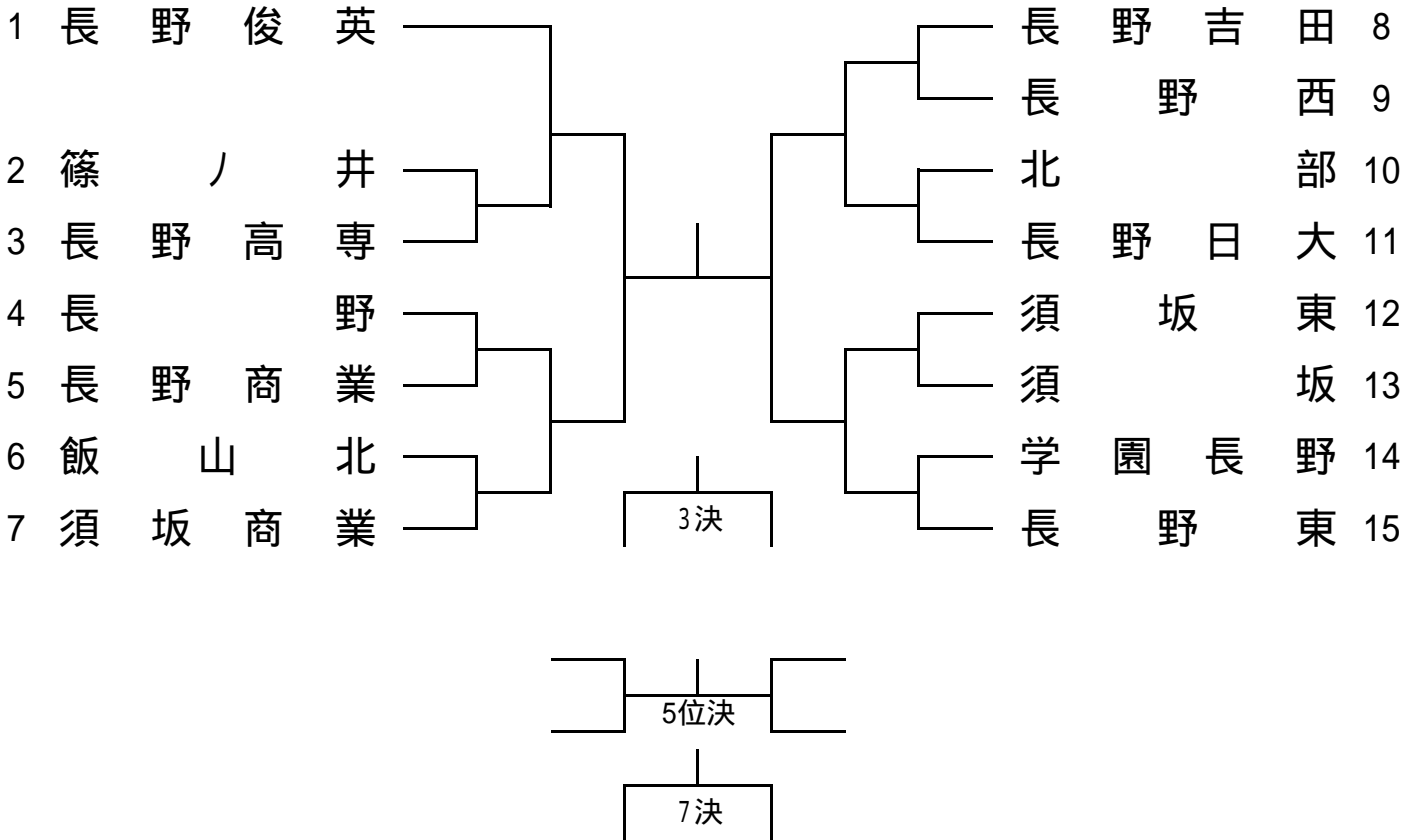 1 長野俊英 長野吉田 8
長野西 9
2 篠ノ井 北部 10
3 長野高専 長野日大 11
4 長野 須坂東 12
5 長野商業 須坂 13
6 飯山北 学園長野 14
7 須坂商業 長野東 15
3決
5位決
7決